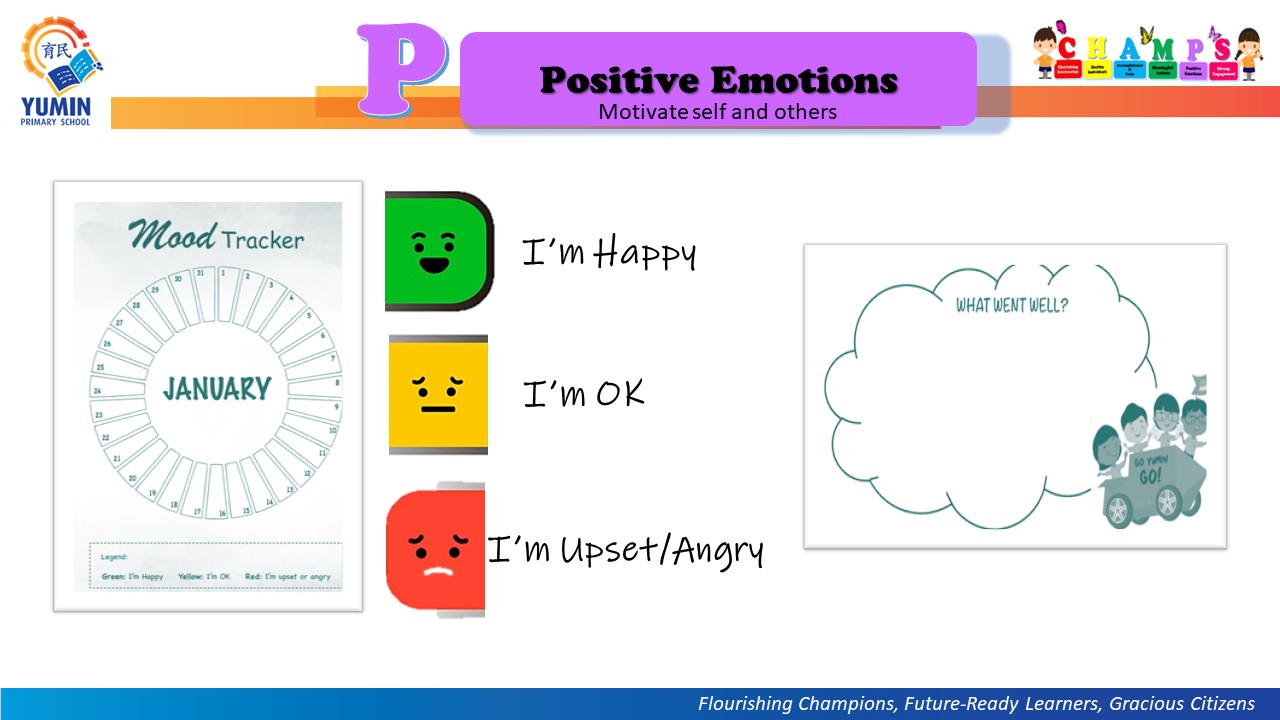 育民
YUMIN
PRIMARY SCHOOL
P
Positive Emotions
Motivate self and others
CHAMPS
Mood Tracker
1
2
3
4
5
6
7
8
9
10
11
12
13
14
15
16
17
18
19
20
21
22
23
24
25
26
27
28
29
30
31
JANUARY
Legend:
Green: I'm Happy Yellow: I'm OK Red: I'm upset or angry
I'm Happy
I'm OK
I'm Upset/Angry
WHAT WENT WELL?
GO YUMIN
GO!
Flourishing Champions, Future-Ready Learners, Gracious Citizens